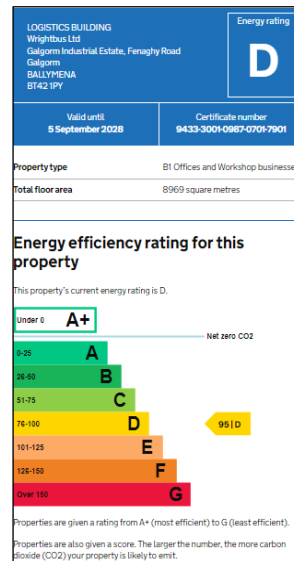 LOGISTICS BUILDING
Wrightbus Ltd
Galgorm Industrial Estate, Fenaghy Road
Galgorm
BALLYMENA
BT42 1PY
Energy rating
D
Valid until
5 September 2028
Certificate number
9433-3001-0987-0701-7901
Property type
B1 Offices and Workshop businesse
Total floor area
8969 square metres
Energy efficiency rating for this
property
This property's current energy rating is D.
Under 0 A+
Net zero CO2
0-25 A
26-50 B
51-75 C
76-100 D
95 | D
101-125 E
126-150 F
Over 150 G
Properties are given a rating from A+ (most efficient) to G (least efficient).
Properties are also given a score. The larger the number, the more carbon
dioxide (CO2) your property is likely to emit.